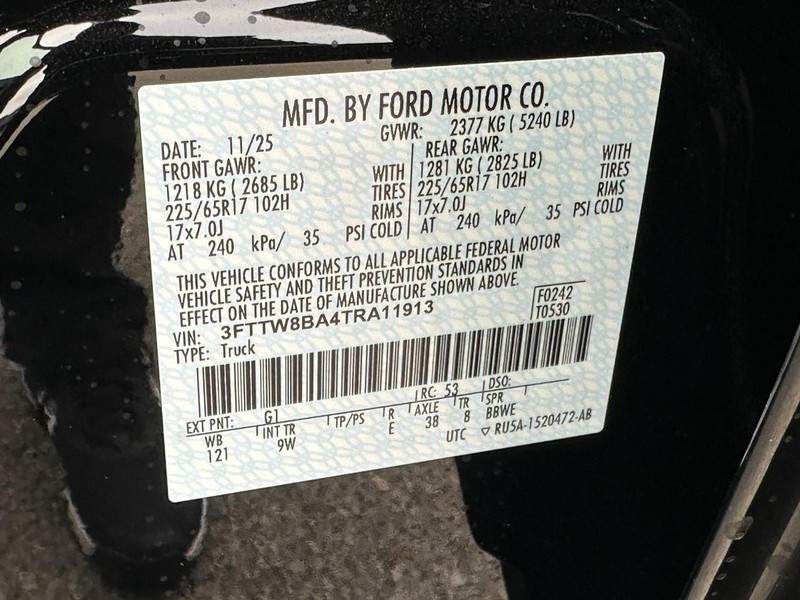 MFD. BY FORD MOTOR CO.
DATE: 11/25 GVWR: 2377 KG ( 5240 LB)
FRONT GAWR: REAR GAWR:
1218 KG ( 2685 LB) WITH 1281 KG ( 2825 LB) WITH
225/65R17 102H TIRES 225/65R17 102H TIRES
17x7.0J RIMS 17x7.0J RIMS
AT 240 kPa/ 35 PSI COLD AT 240 kPa/ 35 PSI COLD
THIS VEHICLE CONFORMS TO ALL APPLICABLE FEDERAL MOTOR
VEHICLE SAFETY AND THEFT PREVENTION STANDARDS IN
EFFECT ON THE DATE OF MANUFACTURE SHOWN ABOVE.
VIN: 3FTTW8BA4TRA11913 F0242
TYPE: Truck T0530
EXT PNT: G1 RC: 53 DSO:
WB INT TR TP/PS R AXLE TR SPR
121 9W E 38 8 BBWE
UTC ▽ RU5A-1520472-AB